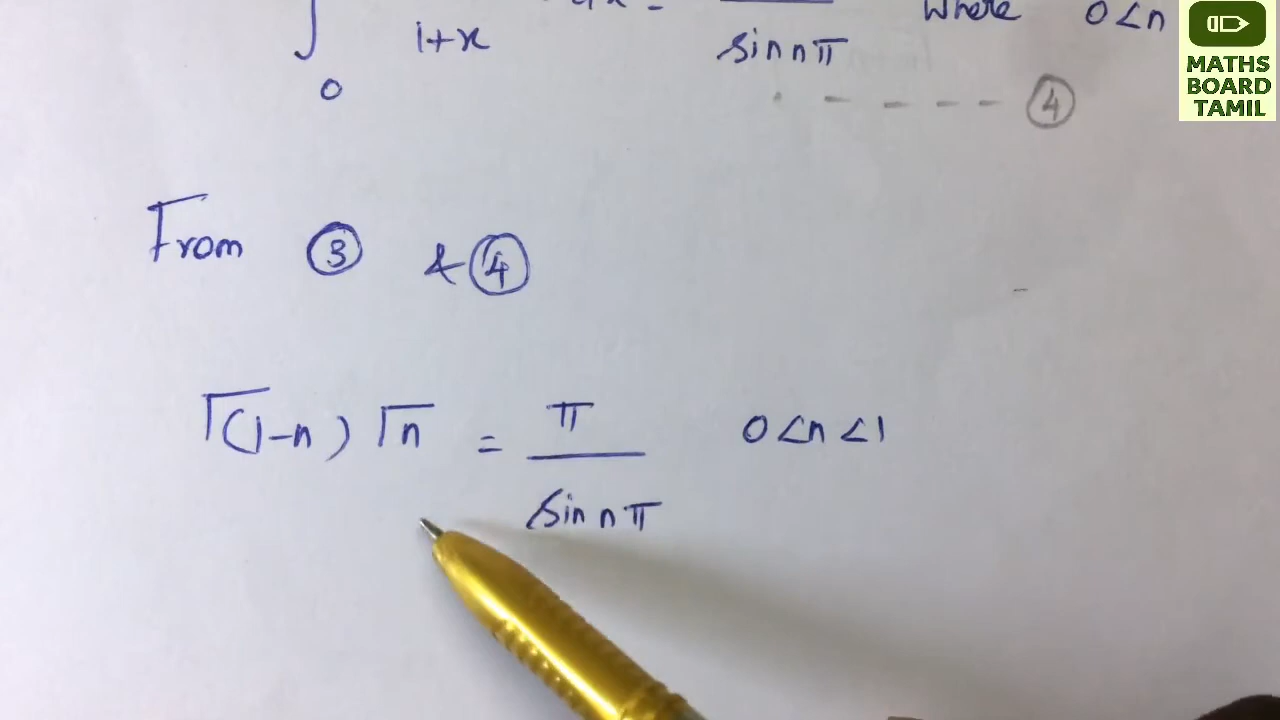 ∫ 1+x = sin nπ where 0<n
0
- - - - - ④
MATHS
BOARD
TAMIL
From ③ & ④
Γ(1-n) Γn = π 0<n<1
sin nπ